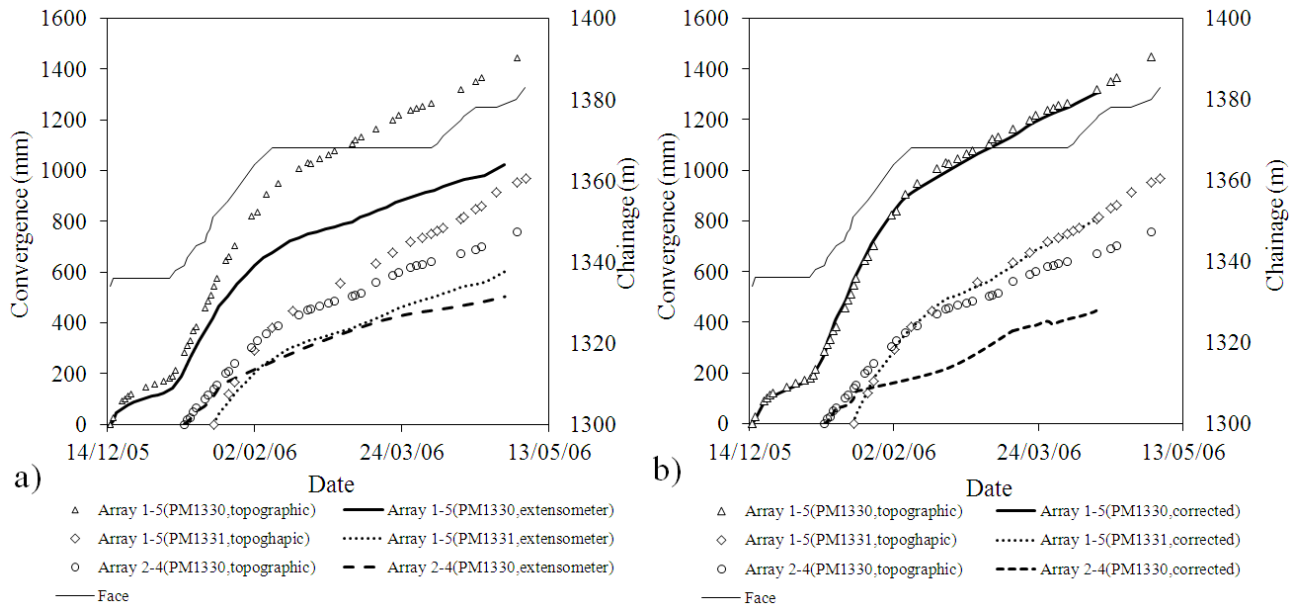 1600
1400
1200
1000
800
600
400
200
0
Convergence (mm)
1400
1380
1360
1340
1320
1300
Chainage (m)
14/12/05 02/02/06 24/03/06 13/05/06
Date
a)
Array 1-5(PM1330,topographic) Array 1-5(PM1330,extensometer)
Array 1-5(PM1331,topoghapic) Array 1-5(PM1331,extensometer)
Array 2-4(PM1330,topographic) Array 2-4(PM1330,extensometer)
Face
1600
1400
1200
1000
800
600
400
200
0
Convergence (mm)
1400
1380
1360
1340
1320
1300
Chainage (m)
14/12/05 02/02/06 24/03/06 13/05/06
Date
b)
Array 1-5(PM1330,topographic) Array 1-5(PM1330,corrected)
Array 1-5(PM1331,topoghapic) Array 1-5(PM1331,corrected)
Array 2-4(PM1330,topographic) Array 2-4(PM1330,corrected)
Face